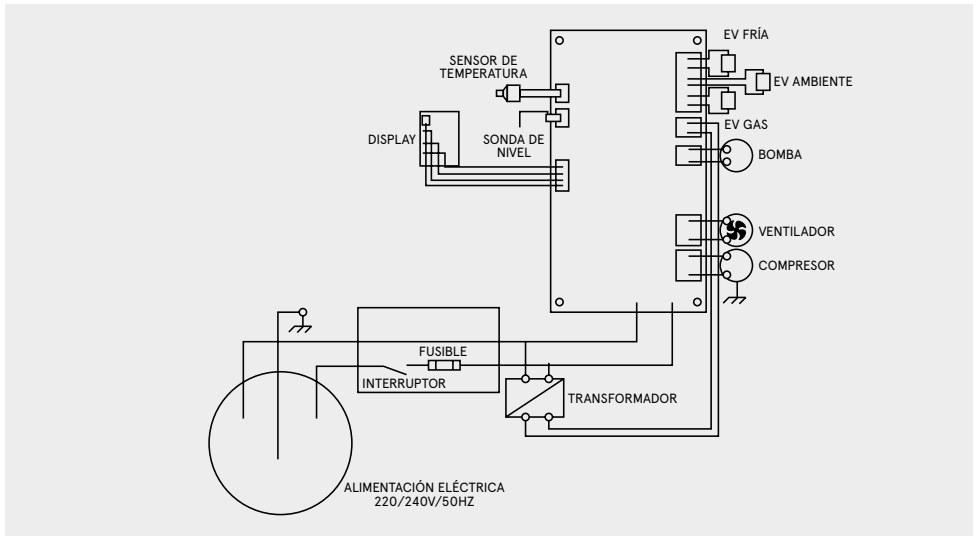 EV FRÍA
SENSOR DE
TEMPERATURA
EV AMBIENTE
EV GAS
DISPLAY
SONDA DE
NIVEL
BOMBA
VENTILADOR
COMPRESOR
FUSIBLE
INTERRUPTOR
TRANSFORMADOR
ALIMENTACIÓN ELÉCTRICA
220/240V/50HZ